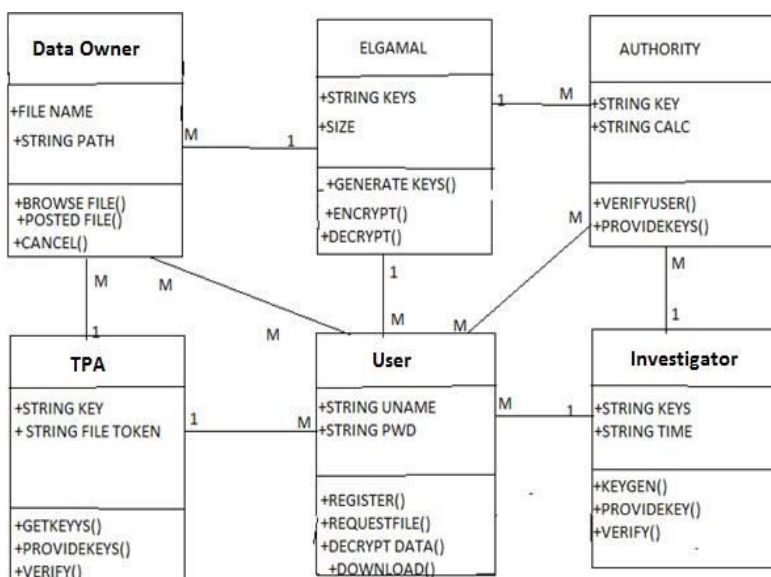 Data Owner
+FILE NAME
+STRING PATH
+BROWSE FILE()
+POSTED FILE()
+CANCEL()
M
1
ELGAMAL
+STRING KEYS
+SIZE
+GENERATE KEYS()
+ENCRYPT()
+DECRYPT()
1
M
AUTHORITY
+STRING KEY
+STRING CALC
+VERIFYUSER()
+PROVIDEKEYS()
M
M
1
M
M
1
M
M
M
1
TPA
+STRING KEY
+ STRING FILE TOKEN
+GETKEYYS()
+PROVIDEKEYS()
+VERIFY()
1
M
User
+STRING UNAME
+STRING PWD
+REGISTER()
+REQUESTFILE()
+DECRYPT DATA()
+DOWNLOAD()
M
1
Investigator
+STRING KEYS
+STRING TIME
+KEYGEN()
+PROVIDEKEY()
+VERIFY()